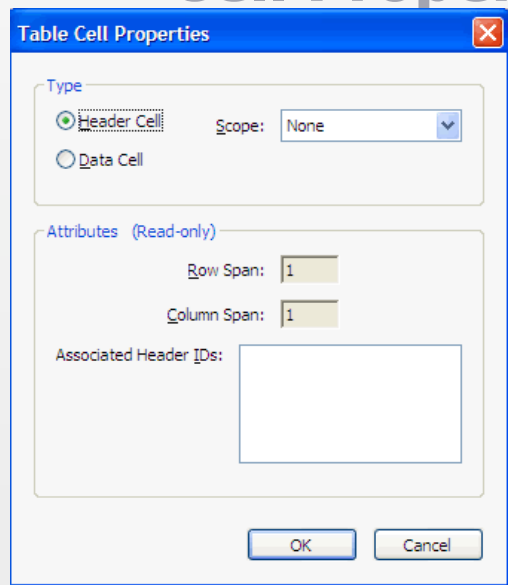 Table Cell Properties
Type
Header Cell
Scope: None
Data Cell
Attributes (Read-only)
Row Span: 1
Column Span: 1
Associated Header IDs:
OK Cancel